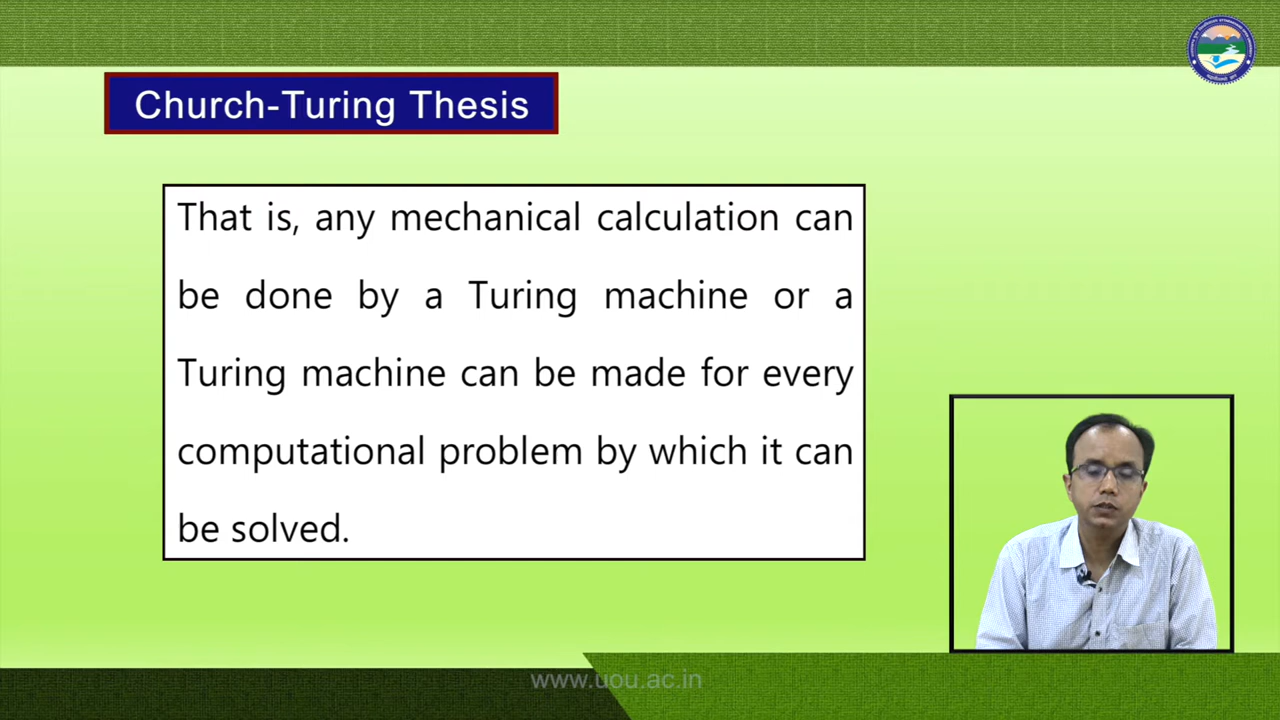 Church-Turing Thesis
That is, any mechanical calculation can
be done by a Turing machine or a
Turing machine can be made for every
computational problem by which it can
be solved.
www.uou.ac.in